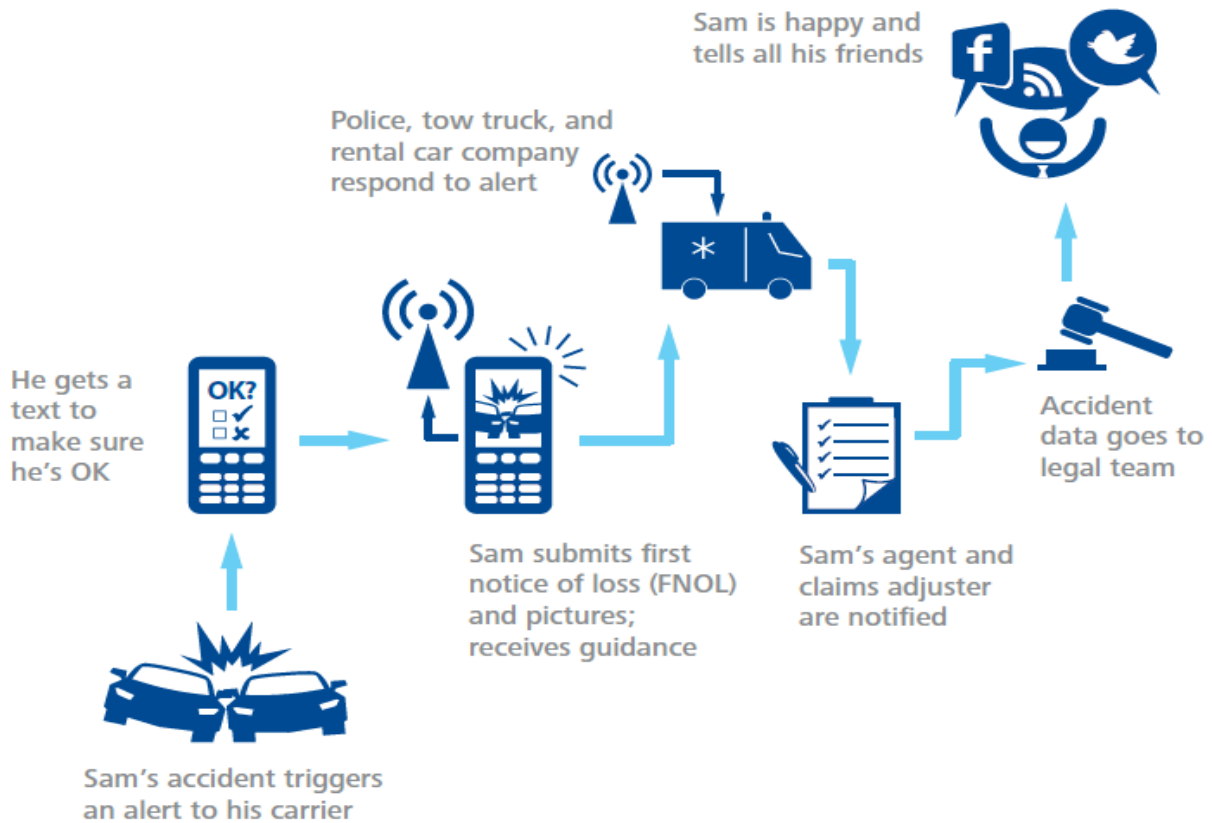 Sam is happy and
tells all his friends
f
Police, tow truck, and
rental car company
respond to alert
He gets a
text to
make sure
he's OK
OK?
Accident
data goes to
legal team
Sam submits first
notice of loss (FNOL)
and pictures;
receives guidance
Sam's agent and
claims adjuster
are notified
Sam's accident triggers
an alert to his carrier